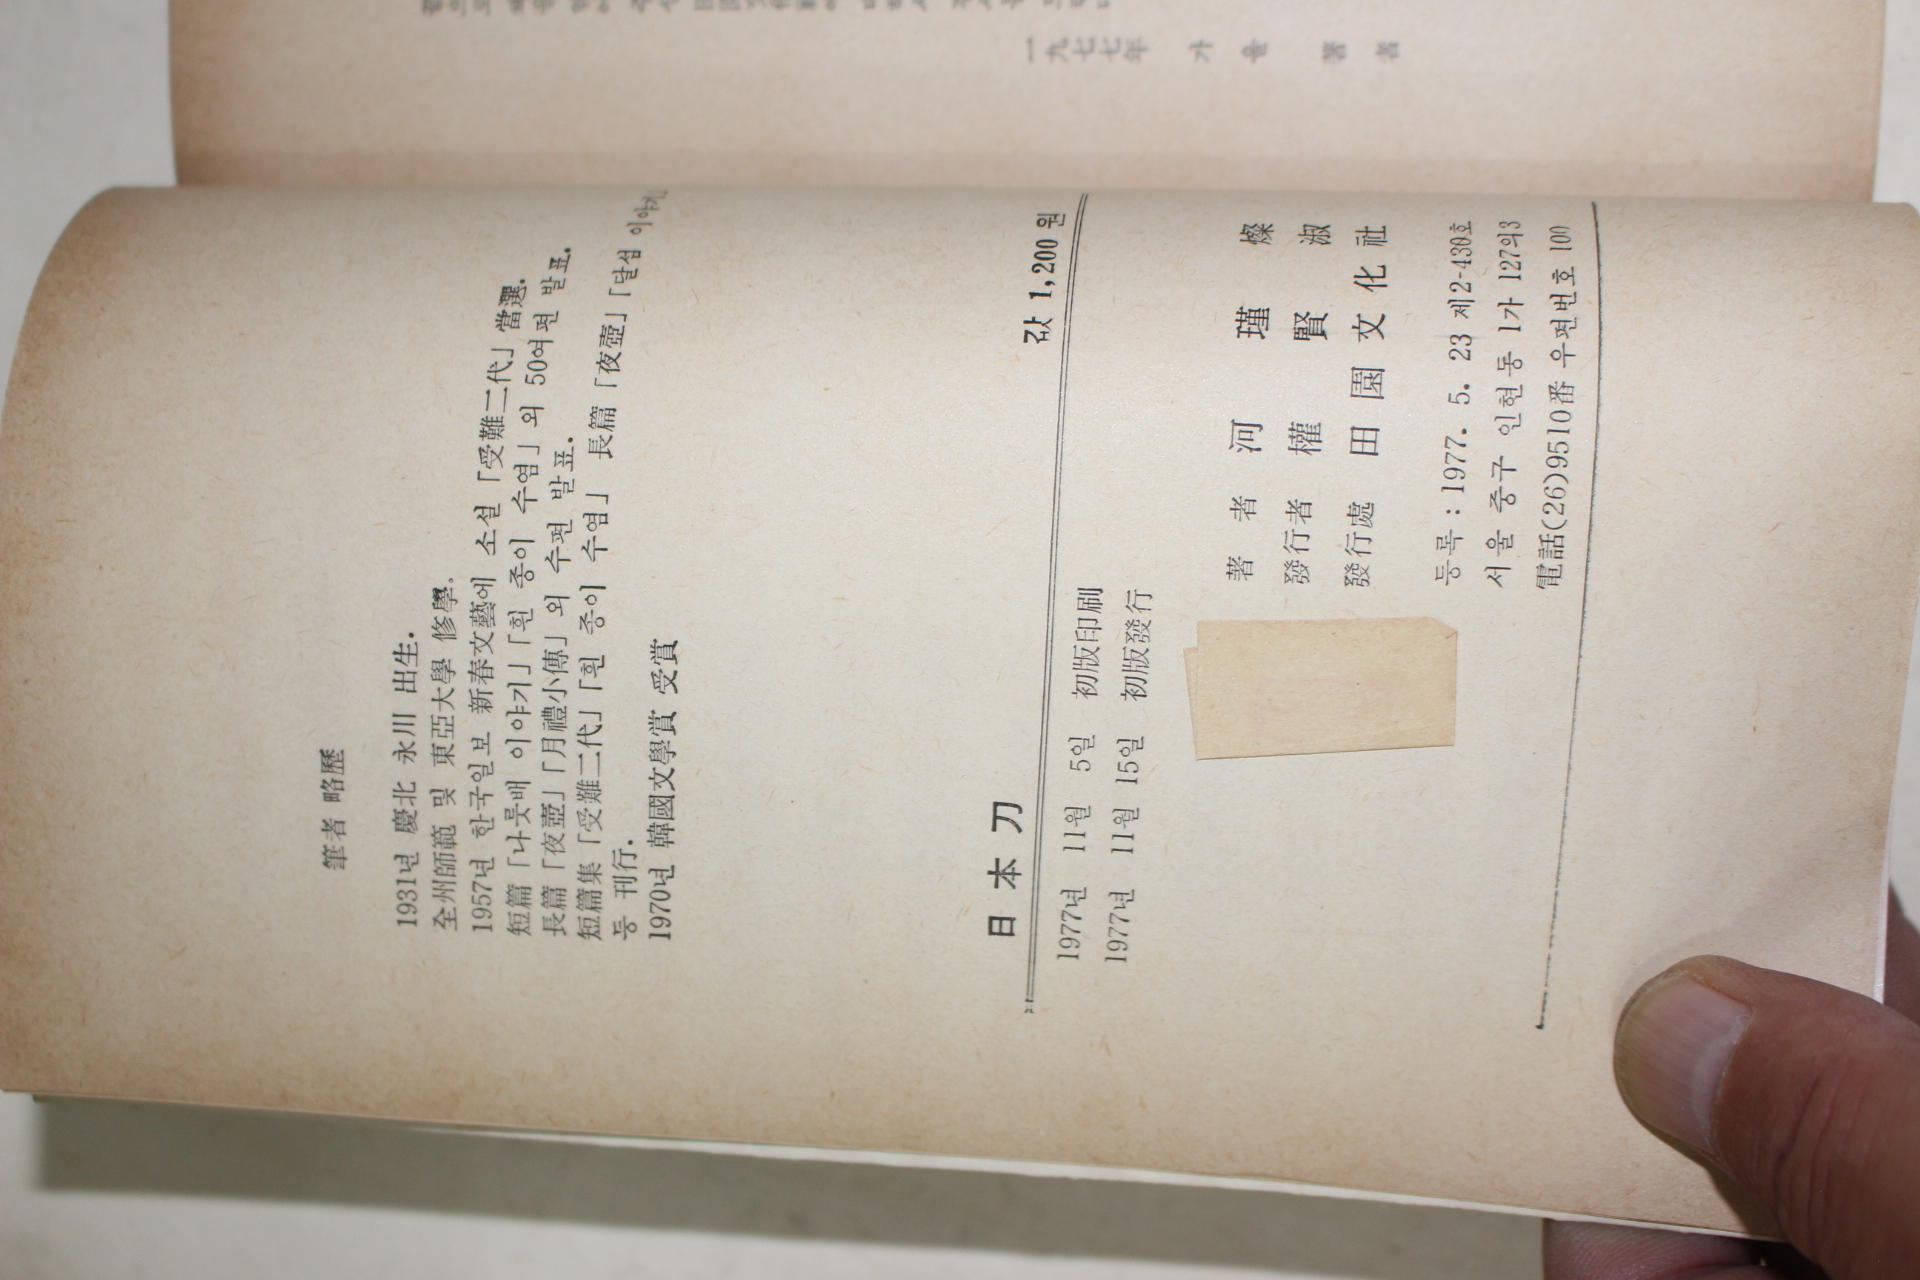 一九七七年 가을 著者
筆者 略歷
1931년 慶北 永川 出生.
全州師範 및 東亞大學 修學.
1957년 한국일보 新春文藝에 소설「受難二代」當選.
短篇「나룻배 이야기」「흰 종이 수염」외 50여편 발표.
長篇「夜壺」「月禮小傳」외 수편 발표.
短篇集「受難二代」「흰 종이 수염」長篇「夜壺」「달섬 이야기
등 刊行.
1970년 韓國文學賞 受賞
日本刀
값 1,200원
1977년 11월 5일 初版印刷
1977년 11월 15일 初版發行
著者 河瑾燦
發行者 權賢淑
發行處 田園文化社
등록 : 1977. 5. 23 제2-430호
서울 중구 인현동 1가 127의3
電話(26)9510番 우편번호 100